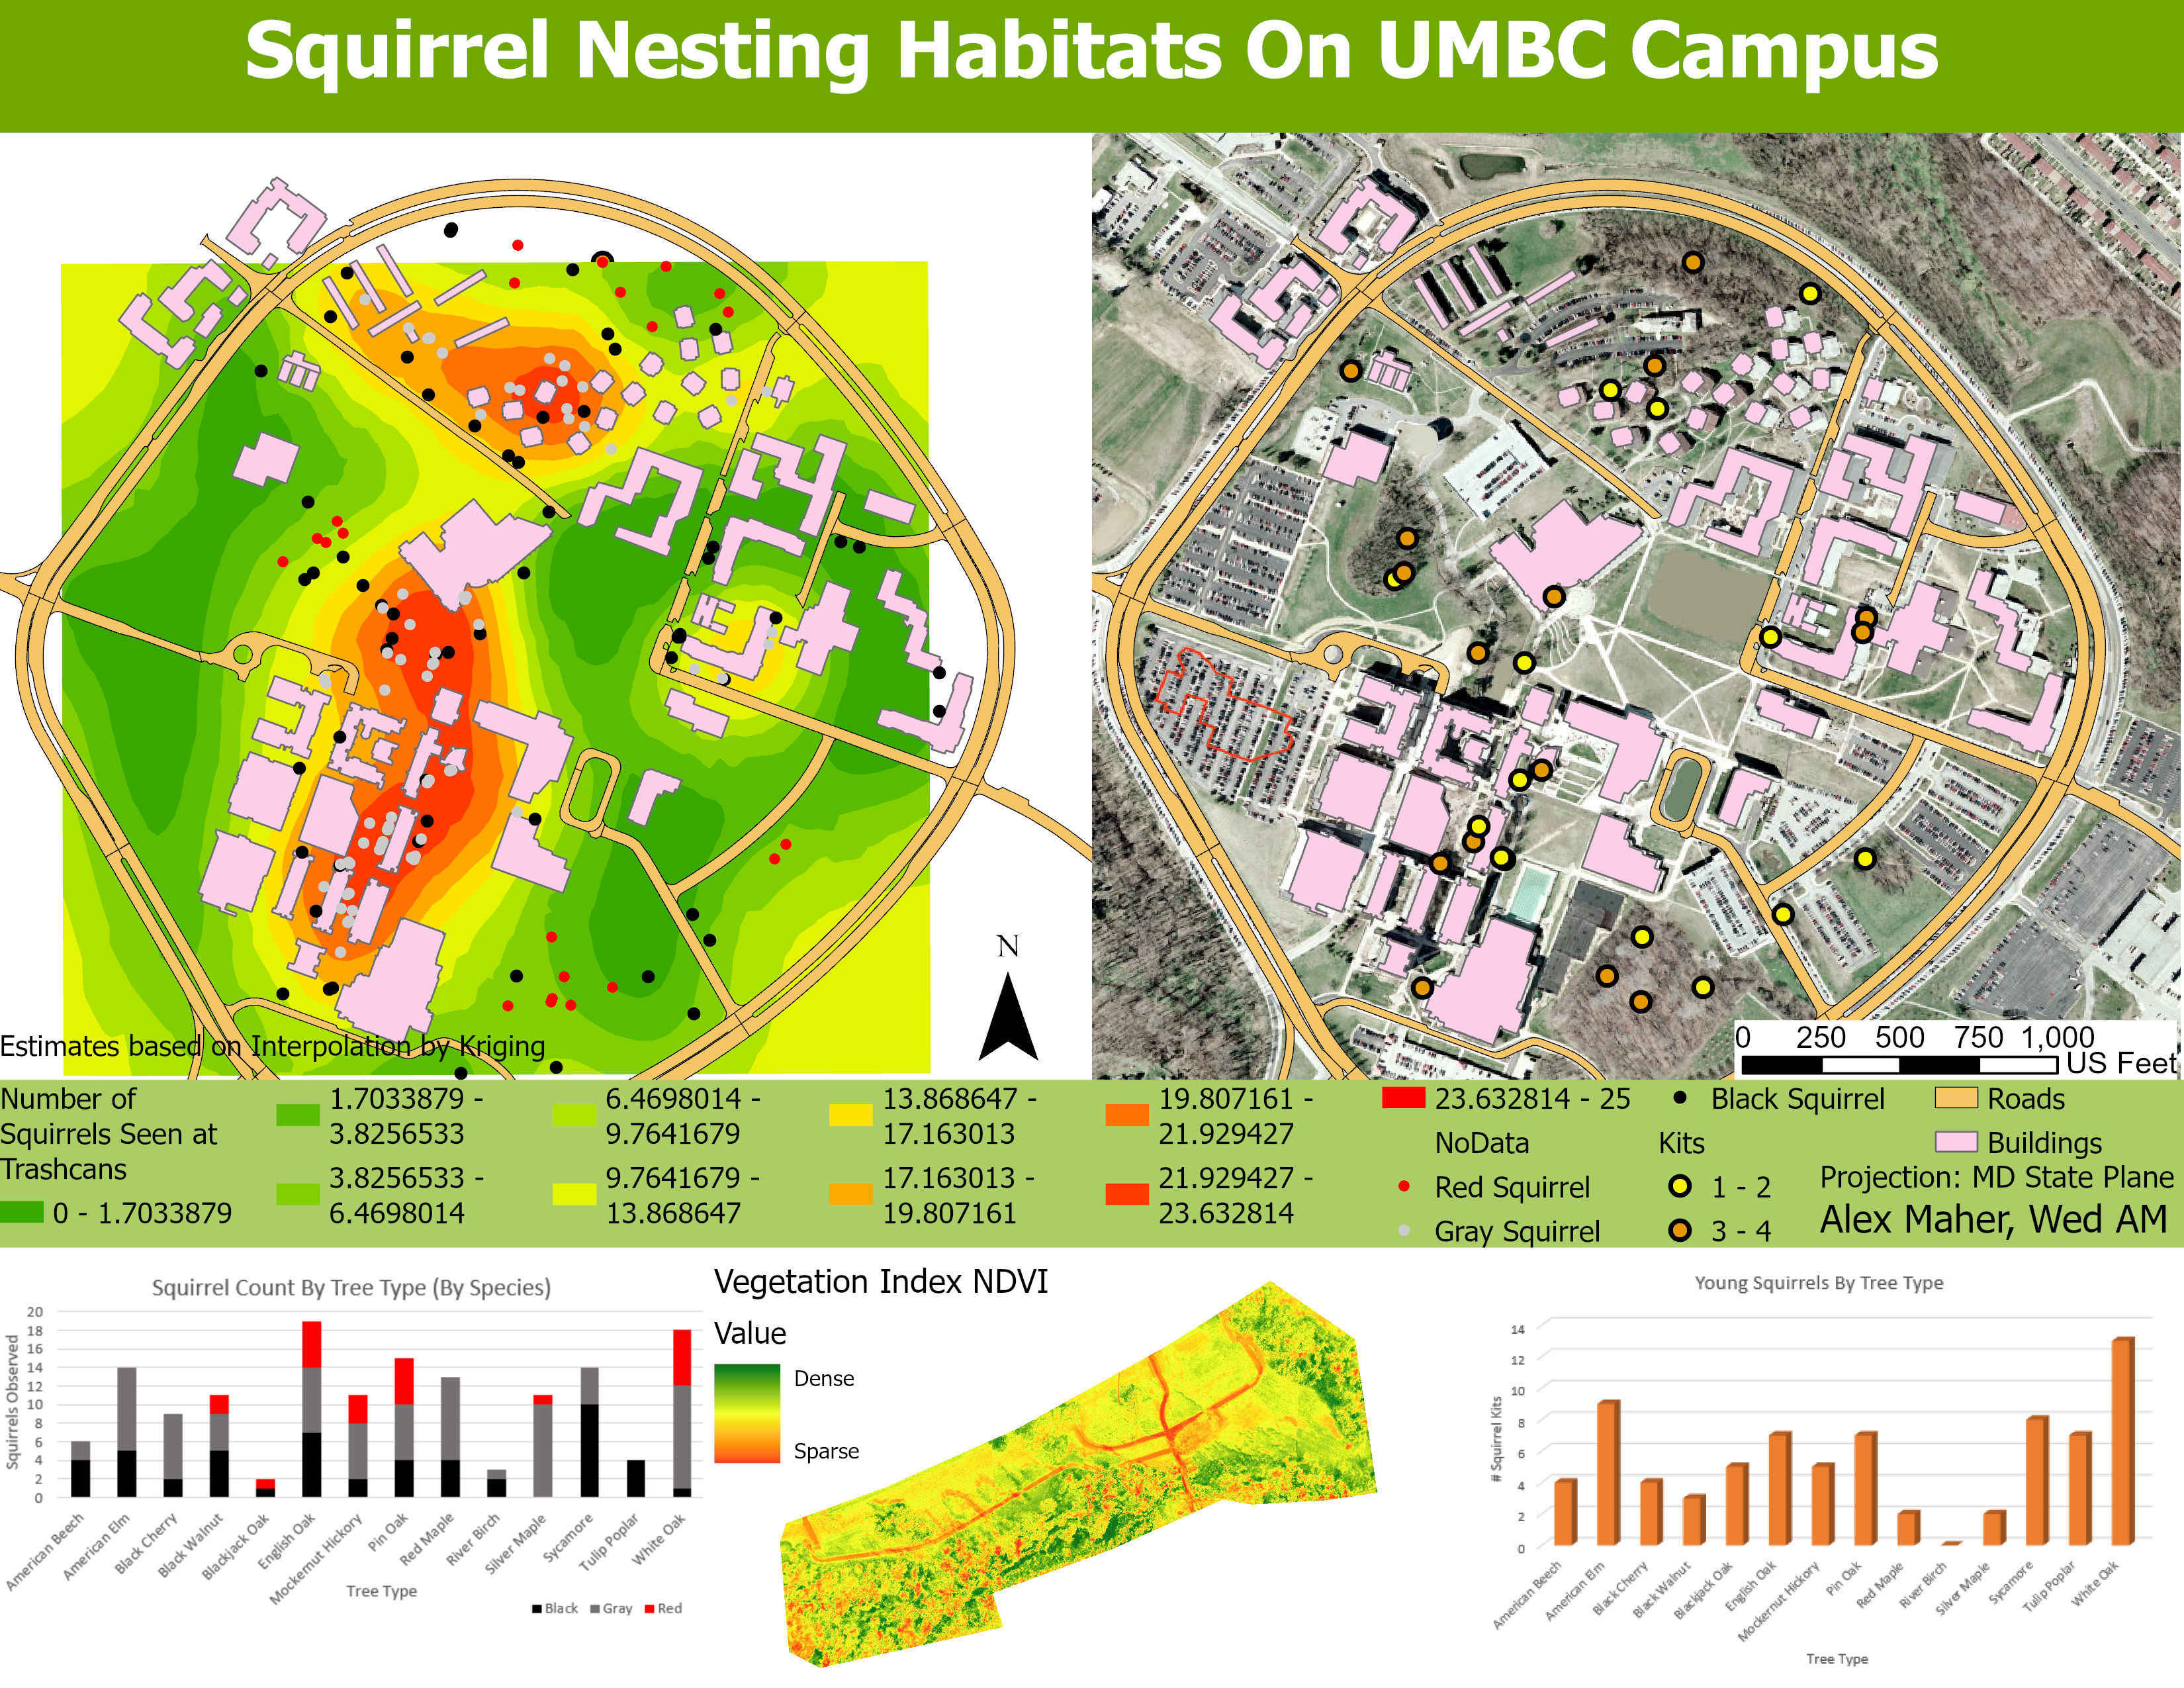 Squirrel Nesting Habitats On UMBC Campus
N
Estimates based on Interpolation by Kriging
0 250 500 750 1,000
US Feet
Number of
Squirrels Seen at
Trashcans
0 - 1.7033879
1.7033879 -
3.8256533
3.8256533 -
6.4698014
6.4698014 -
9.7641679
9.7641679 -
13.868647
13.868647 -
17.163013
17.163013 -
19.807161
19.807161 -
21.929427
21.929427 -
23.632814
23.632814 - 25
NoData
Red Squirrel
Gray Squirrel
Black Squirrel
Kits
1 - 2
3 - 4
Roads
Buildings
Projection: MD State Plane
Alex Maher, Wed AM
Squirrel Count By Tree Type (By Species)
Squirrels Observed
20
18
16
14
12
10
8
6
4
2
0
American Beech
American Elm
Black Cherry
Black Walnut
Blackjack Oak
English Oak
Mockernut Hickory
Pin Oak
Red Maple
River Birch
Silver Maple
Sycamore
Tulip Poplar
White Oak
Tree Type
Black Gray Red
Vegetation Index NDVI
Value
Dense
Sparse
Young Squirrels By Tree Type
# Squirrel Kits
14
12
10
8
6
4
2
0
American Beech
American Elm
Black Cherry
Black Walnut
Blackjack Oak
English Oak
Mockernut Hickory
Pin Oak
Red Maple
River Birch
Silver Maple
Sycamore
Tulip Poplar
White Oak
Tree Type